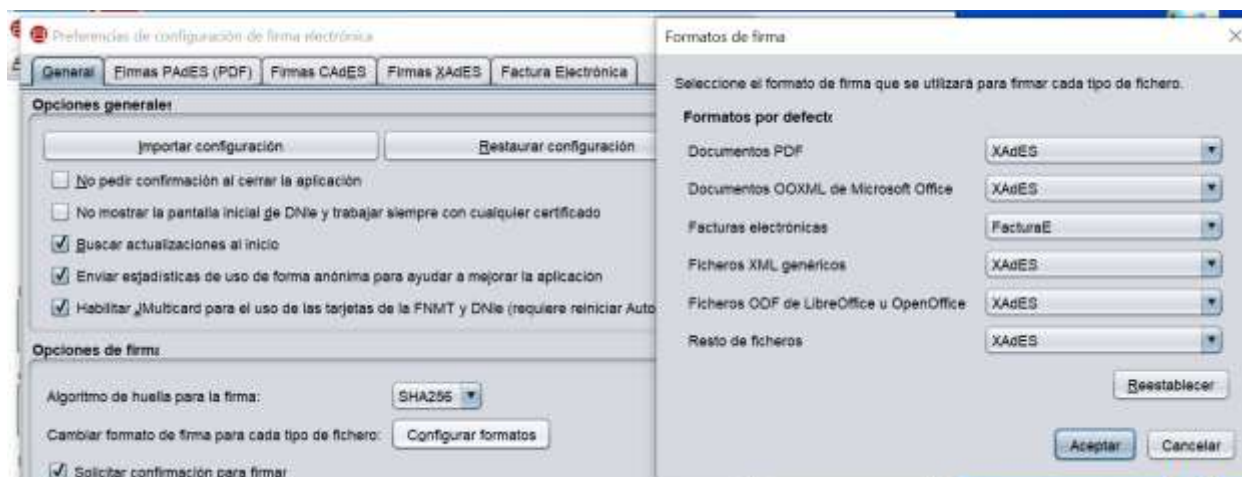 Preferencias de configuración de firma electrónica
General
Firmas PAdES (PDF)
Firmas CAdES
Firmas XAdES
Factura Electrónica
Opciones generales
Importar configuración
Restaurar configuración
No pedir confirmación al cerrar la aplicación
No mostrar la pantalla inicial de DNIe y trabajar siempre con cualquier certificado
Buscar actualizaciones al inicio
Enviar estadísticas de uso de forma anónima para ayudar a mejorar la aplicación
Habilitar JMulticard para el uso de las tarjetas de la FNMT y DNIe (requiere reiniciar Auto
Opciones de firma
Algoritmo de huella para la firma:
SHA256
Cambiar formato de firma para cada tipo de fichero:
Configurar formatos
Solicitar confirmación para firmar
Formatos de firma
Seleccione el formato de firma que se utilizará para firmar cada tipo de fichero.
Formatos por defecto
Documentos PDF
XAdES
Documentos OOXML de Microsoft Office
XAdES
Facturas electrónicas
FacturaE
Ficheros XML genéricos
XAdES
Ficheros ODF de LibreOffice u OpenOffice
XAdES
Resto de ficheros
XAdES
Reestablecer
Aceptar
Cancelar